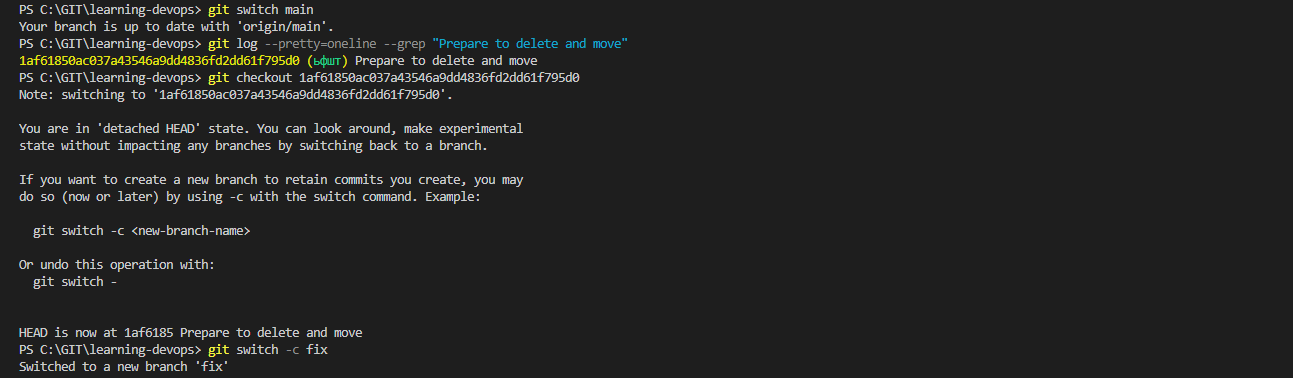 PS C:\GIT\learning-devops> git switch main
Your branch is up to date with 'origin/main'.
PS C:\GIT\learning-devops> git log --pretty=oneline --grep "Prepare to delete and move"
1af61850ac037a43546a9dd4836fd2dd61f795d0 (ьфшт) Prepare to delete and move
PS C:\GIT\learning-devops> git checkout 1af61850ac037a43546a9dd4836fd2dd61f795d0
Note: switching to '1af61850ac037a43546a9dd4836fd2dd61f795d0'.

You are in 'detached HEAD' state. You can look around, make experimental
state without impacting any branches by switching back to a branch.

If you want to create a new branch to retain commits you create, you may
do so (now or later) by using -c with the switch command. Example:

  git switch -c <new-branch-name>

Or undo this operation with:
  git switch -

HEAD is now at 1af6185 Prepare to delete and move
PS C:\GIT\learning-devops> git switch -c fix
Switched to a new branch 'fix'